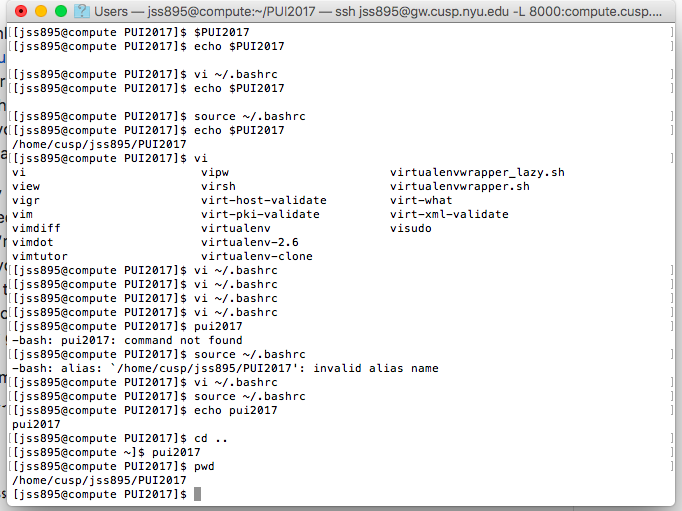 Users — jss895@compute:~/PUI2017 — ssh jss895@gw.cusp.nyu.edu -L 8000:compute.cusp....
[[jss895@compute PUI2017]$ $PUI2017 ]
[[jss895@compute PUI2017]$ echo $PUI2017 ]
[[jss895@compute PUI2017]$ vi ~/.bashrc ]
[[jss895@compute PUI2017]$ echo $PUI2017 ]
[[jss895@compute PUI2017]$ source ~/.bashrc ]
[[jss895@compute PUI2017]$ echo $PUI2017 ]
/home/cusp/jss895/PUI2017
[[jss895@compute PUI2017]$ vi ]
vi vipw virtualenvwrapper_lazy.sh
view virsh virtualenvwrapper.sh
vigr virt-host-validate virt-what
vim virt-pki-validate virt-xml-validate
vimdiff virtualenv visudo
vimdot virtualenv-2.6
vimtutor virtualenv-clone
[[jss895@compute PUI2017]$ vi ~/.bashrc ]
[[jss895@compute PUI2017]$ vi ~/.bashrc ]
[[jss895@compute PUI2017]$ vi ~/.bashrc ]
[[jss895@compute PUI2017]$ vi ~/.bashrc ]
[[jss895@compute PUI2017]$ pui2017 ]
-bash: pui2017: command not found
[[jss895@compute PUI2017]$ source ~/.bashrc ]
-bash: alias: `/home/cusp/jss895/PUI2017': invalid alias name
[[jss895@compute PUI2017]$ vi ~/.bashrc ]
[[jss895@compute PUI2017]$ source ~/.bashrc ]
[[jss895@compute PUI2017]$ echo pui2017 ]
pui2017
[[jss895@compute PUI2017]$ cd .. ]
[[jss895@compute ~]$ pui2017 ]
[[jss895@compute PUI2017]$ pwd ]
/home/cusp/jss895/PUI2017
[jss895@compute PUI2017]$